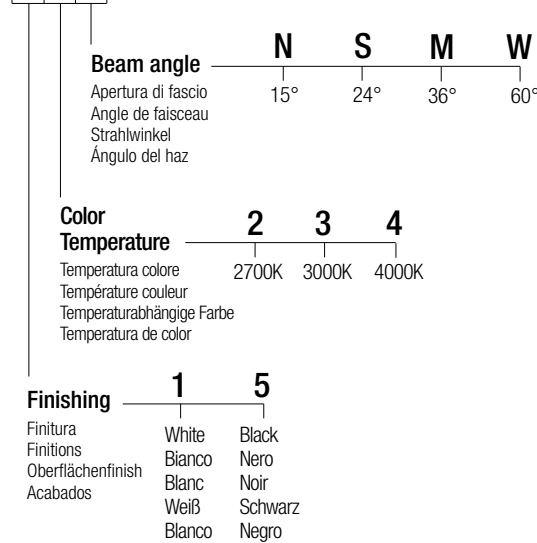 N S M W
Beam angle
15° 24° 36° 60°
Apertura di fascio
Angle de faisceau
Strahlwinkel
Ángulo del haz
Color
Temperature
2 3 4
2700K 3000K 4000K
Temperatura colore
Température couleur
Temperaturabhängige Farbe
Temperatura de color
1 5
Finishing
Finitura
Finitions
Oberflächenfinish
Acabados
White Black
Bianco Nero
Blanc Noir
Weiß Schwarz
Blanco Negro